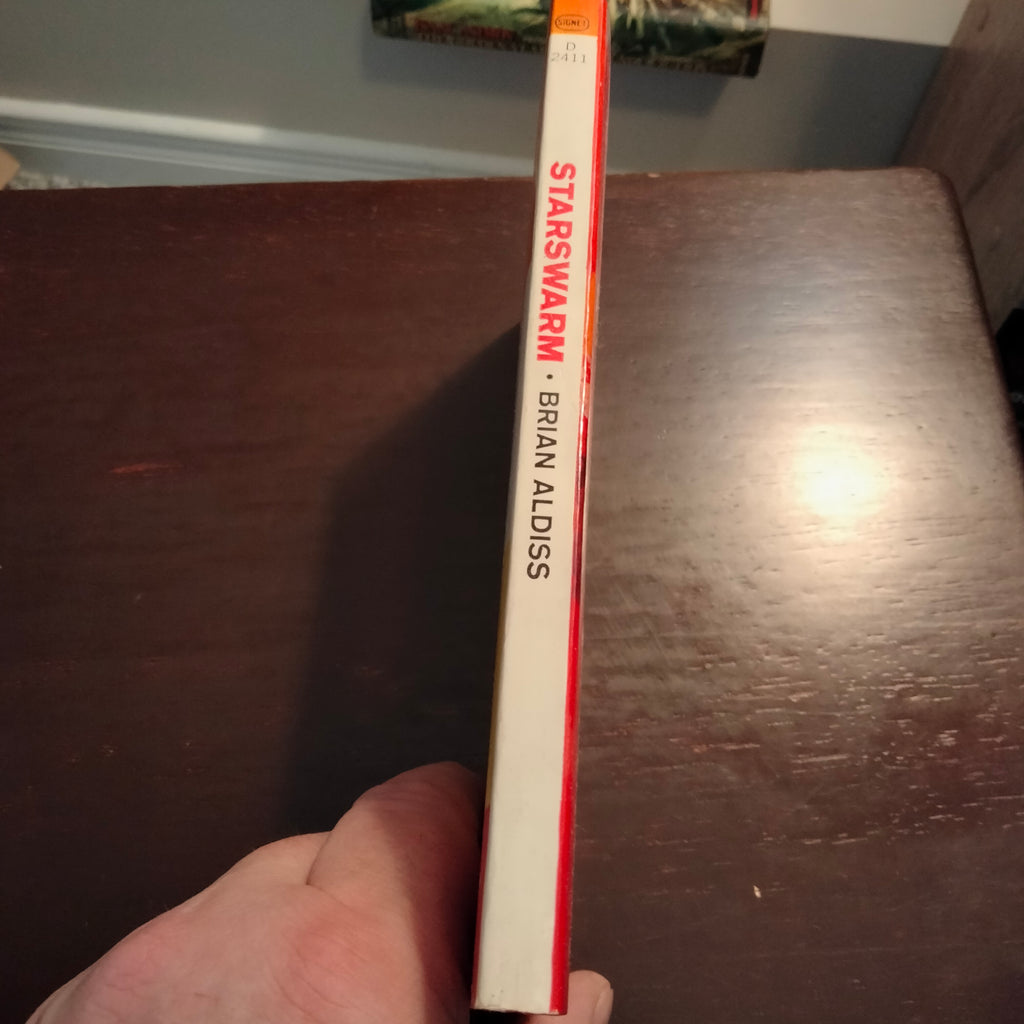 SIGNET
D
2411
STARSWARM • BRIAN ALDISS